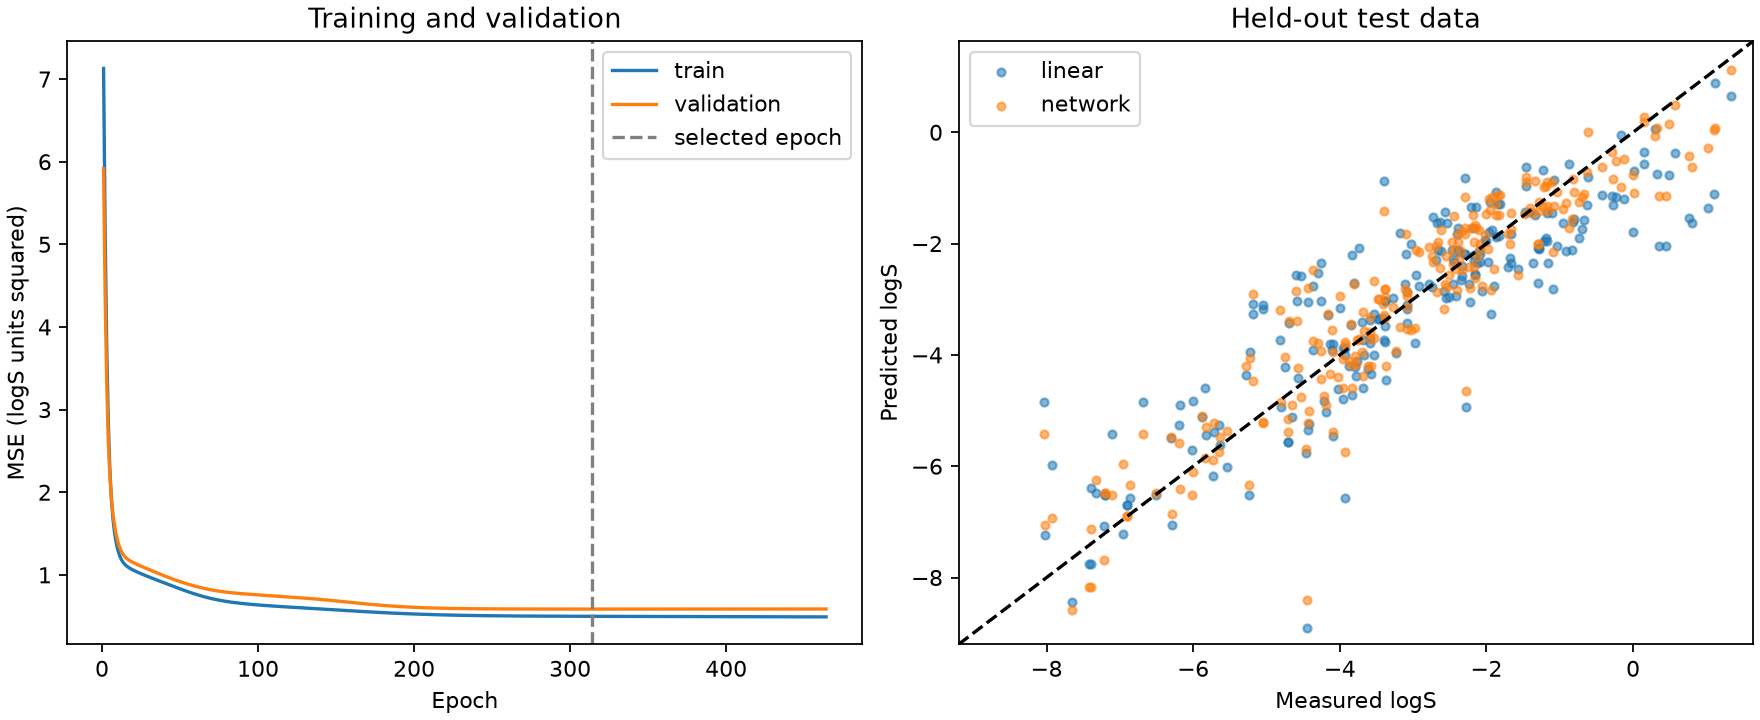 Training and validation
7
6
5
4
3
2
1
MSE (logS units squared)
train
validation
selected epoch
0
100
200
300
400
Epoch
Held-out test data
linear
network
0
−2
−4
−6
−8
Predicted logS
−8
−6
−4
−2
0
Measured logS